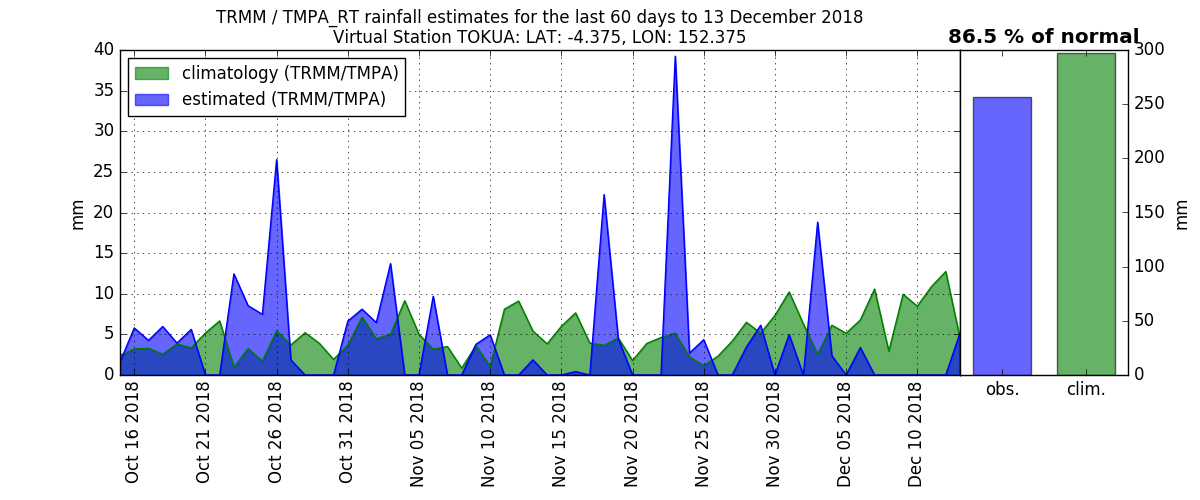 TRMM / TMPA_RT rainfall estimates for the last 60 days to 13 December 2018
Virtual Station TOKUA: LAT: -4.375, LON: 152.375
86.5 % of normal
climatology (TRMM/TMPA)
estimated (TRMM/TMPA)
mm
40
35
30
25
20
15
10
5
0
Oct 16 2018
Oct 21 2018
Oct 26 2018
Oct 31 2018
Nov 05 2018
Nov 10 2018
Nov 15 2018
Nov 20 2018
Nov 25 2018
Nov 30 2018
Dec 05 2018
Dec 10 2018
300
250
200
150
100
50
0
mm
obs.
clim.